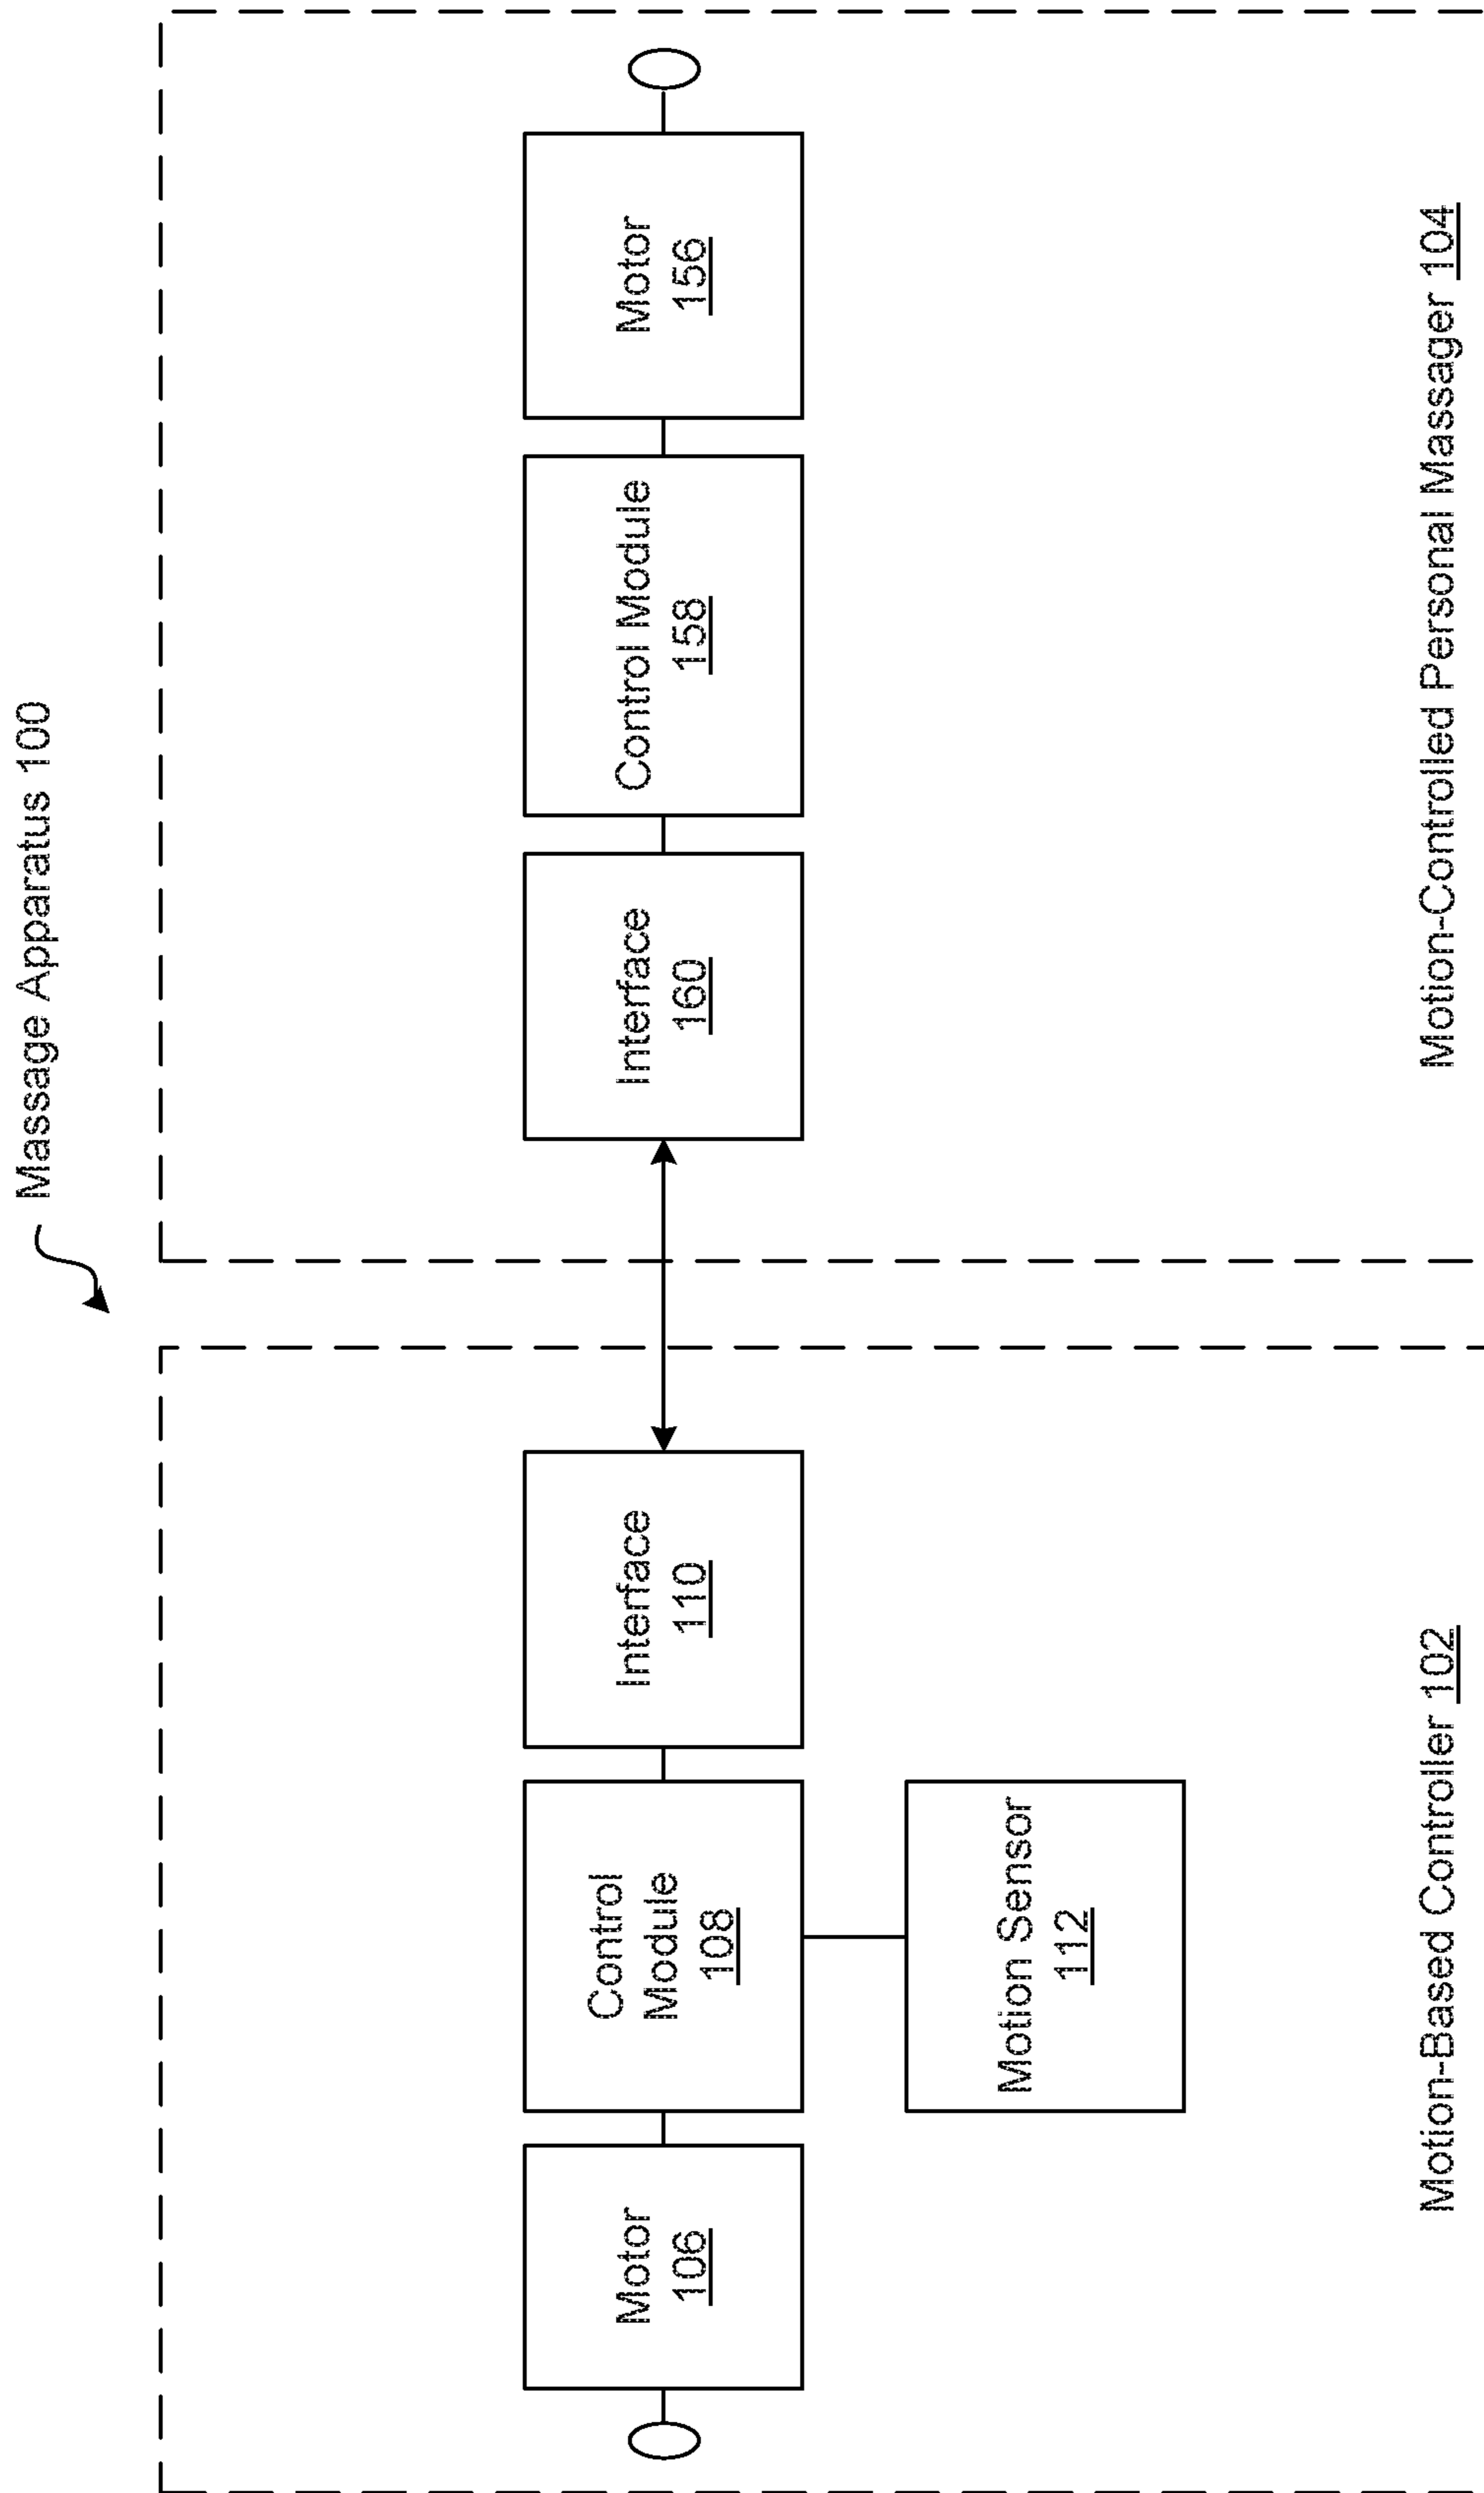 Massage Apparatus 100
Motor
106
Control
Module
108
Interface
110
Motion Sensor
112
Motion-Based Controller 102
Interface
160
Control Module
158
Motor
156
Motion-Controlled Personal Massager 104